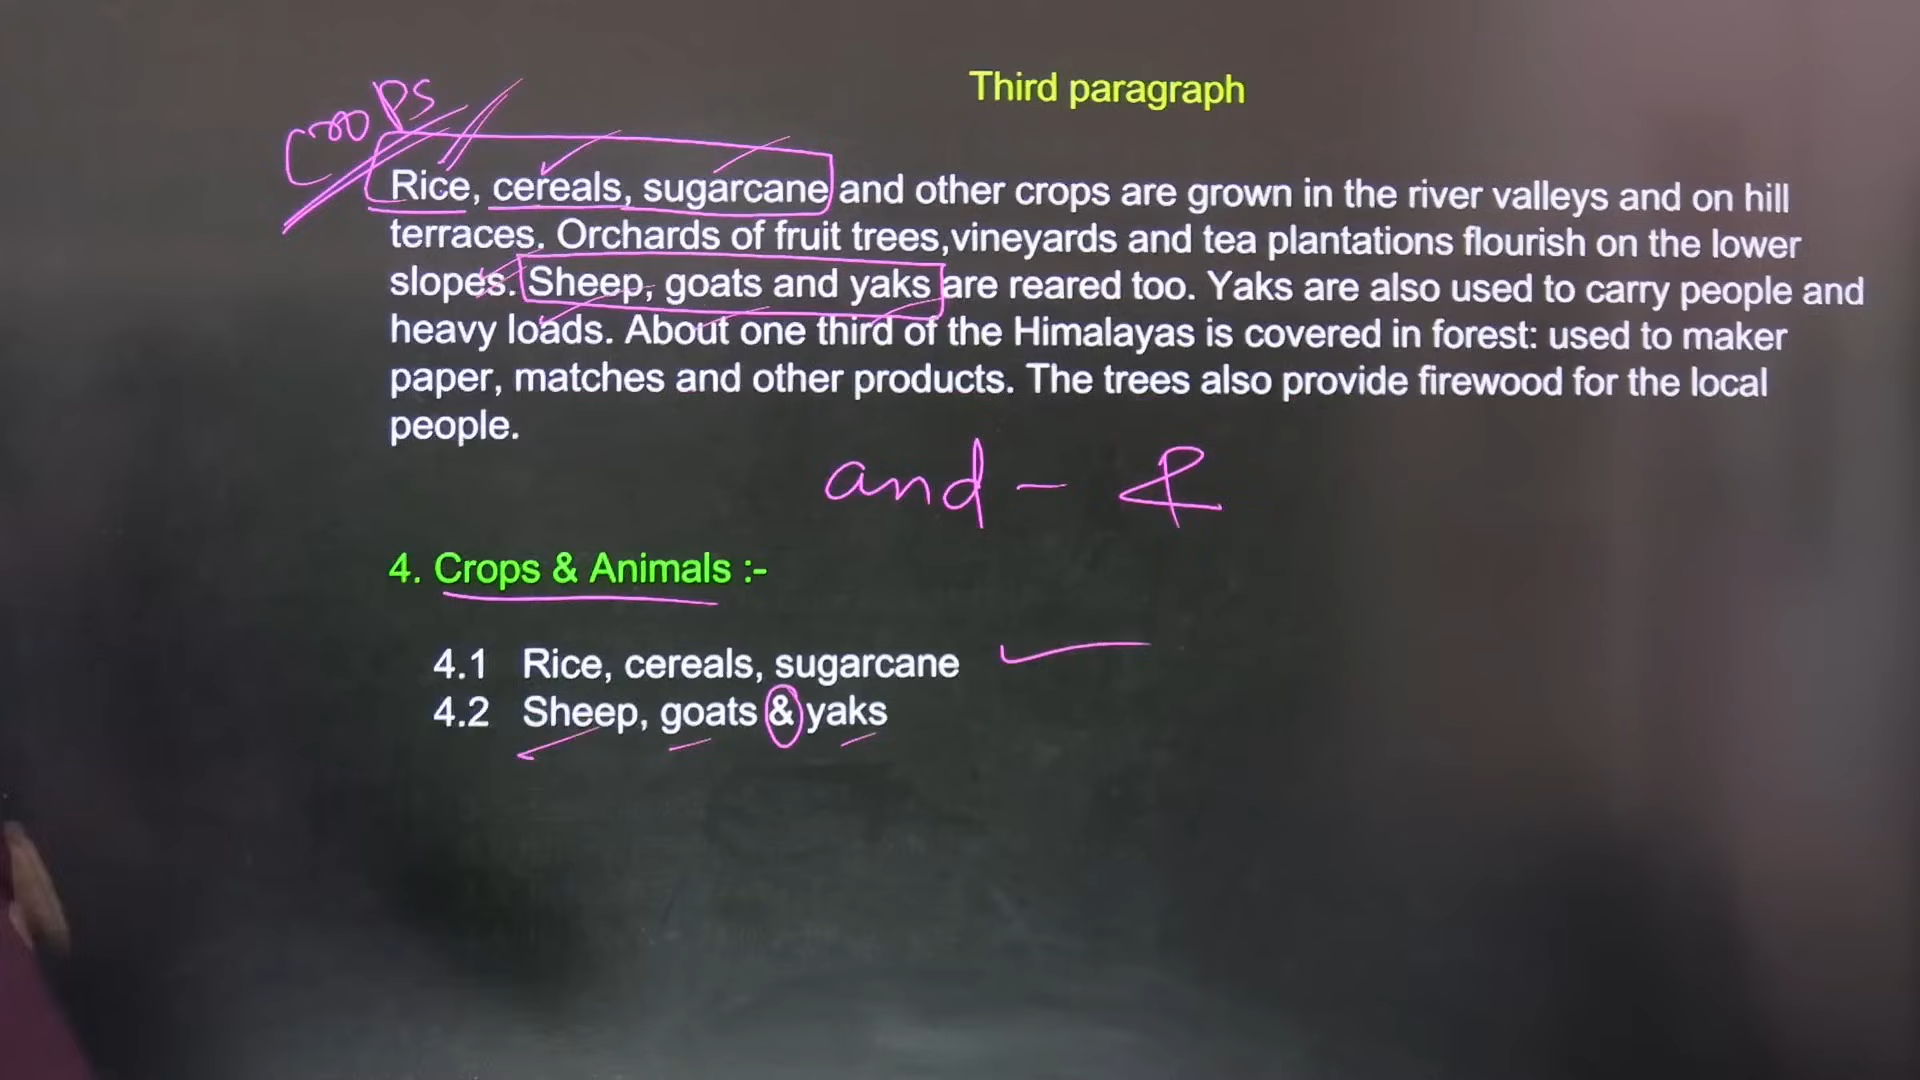 Third paragraph
crops
Rice, cereals, sugarcane and other crops are grown in the river valleys and on hill
terraces. Orchards of fruit trees,vineyards and tea plantations flourish on the lower
slopes. Sheep, goats and yaks are reared too. Yaks are also used to carry people and
heavy loads. About one third of the Himalayas is covered in forest: used to maker
paper, matches and other products. The trees also provide firewood for the local
people.
and - &
4. Crops & Animals :-
4.1 Rice, cereals, sugarcane
4.2 Sheep, goats & yaks